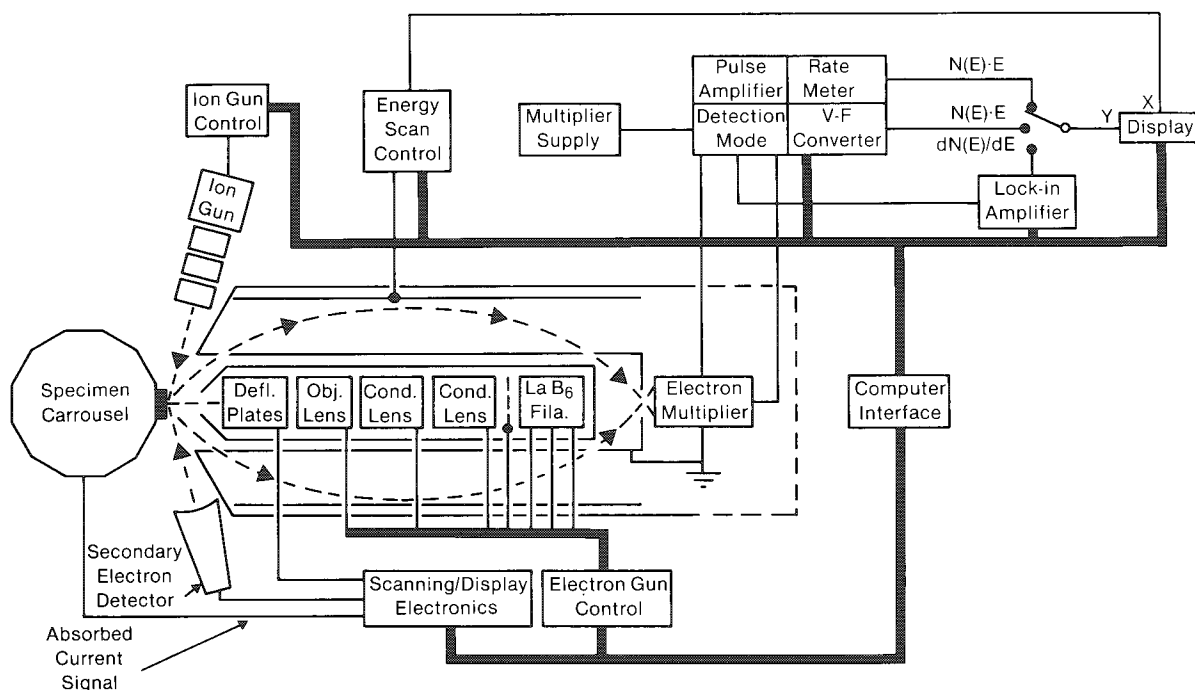 Ion Gun
Control
Energy
Scan
Control
Multiplier
Supply
Pulse
Amplifier
Rate
Meter
Detection
Mode
V-F
Converter
N(E)·E
N(E)·E
dN(E)/dE
X
Y
Display
Lock-in
Amplifier
Ion
Gun
Specimen
Carrousel
Defl.
Plates
Obj.
Lens
Cond.
Lens
Cond.
Lens
La B6
Fila.
Electron
Multiplier
Computer
Interface
Secondary
Electron
Detector
Scanning/Display
Electronics
Electron Gun
Control
Absorbed
Current
Signal